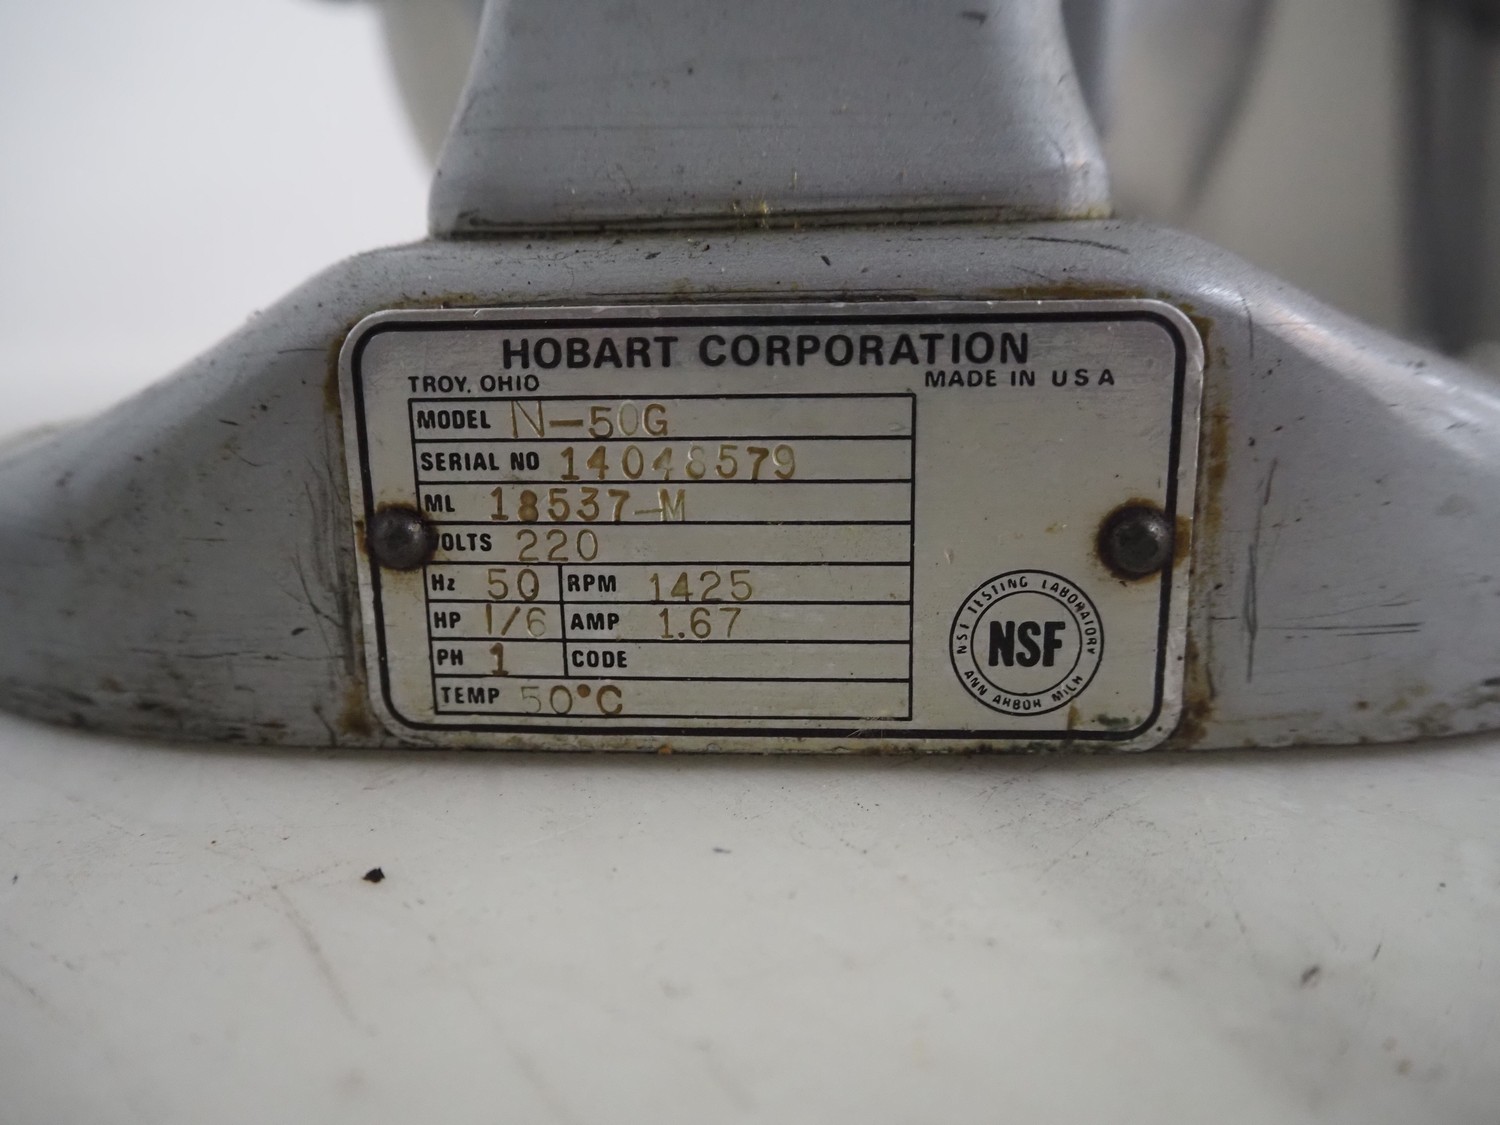 HOBART CORPORATION
TROY, OHIO MADE IN USA
MODEL N-50G
SERIAL NO 14048579
ML 18537-M
VOLTS 220
Hz 50 RPM 1425
HP 1/6 AMP 1.67
PH 1 CODE
TEMP 50°C
NSF TESTING LABORATORY
NSF
ANN ARBOR MICH